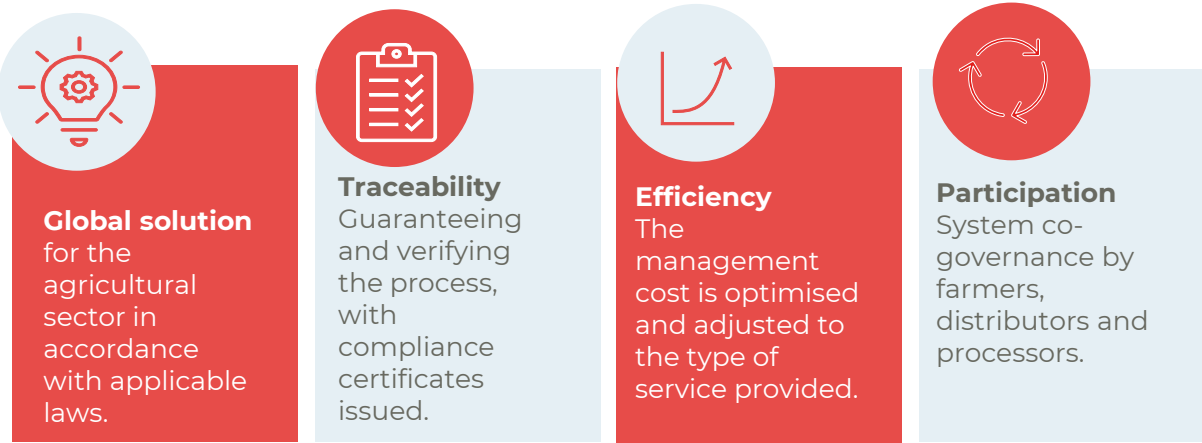 Global solution
for the
agricultural
sector in
accordance
with applicable
laws.
Traceability
Guaranteeing
and verifying
the process,
with
compliance
certificates
issued.
Efficiency
The
management
cost is optimised
and adjusted to
the type of
service provided.
Participation
System co-
governance by
farmers,
distributors and
processors.